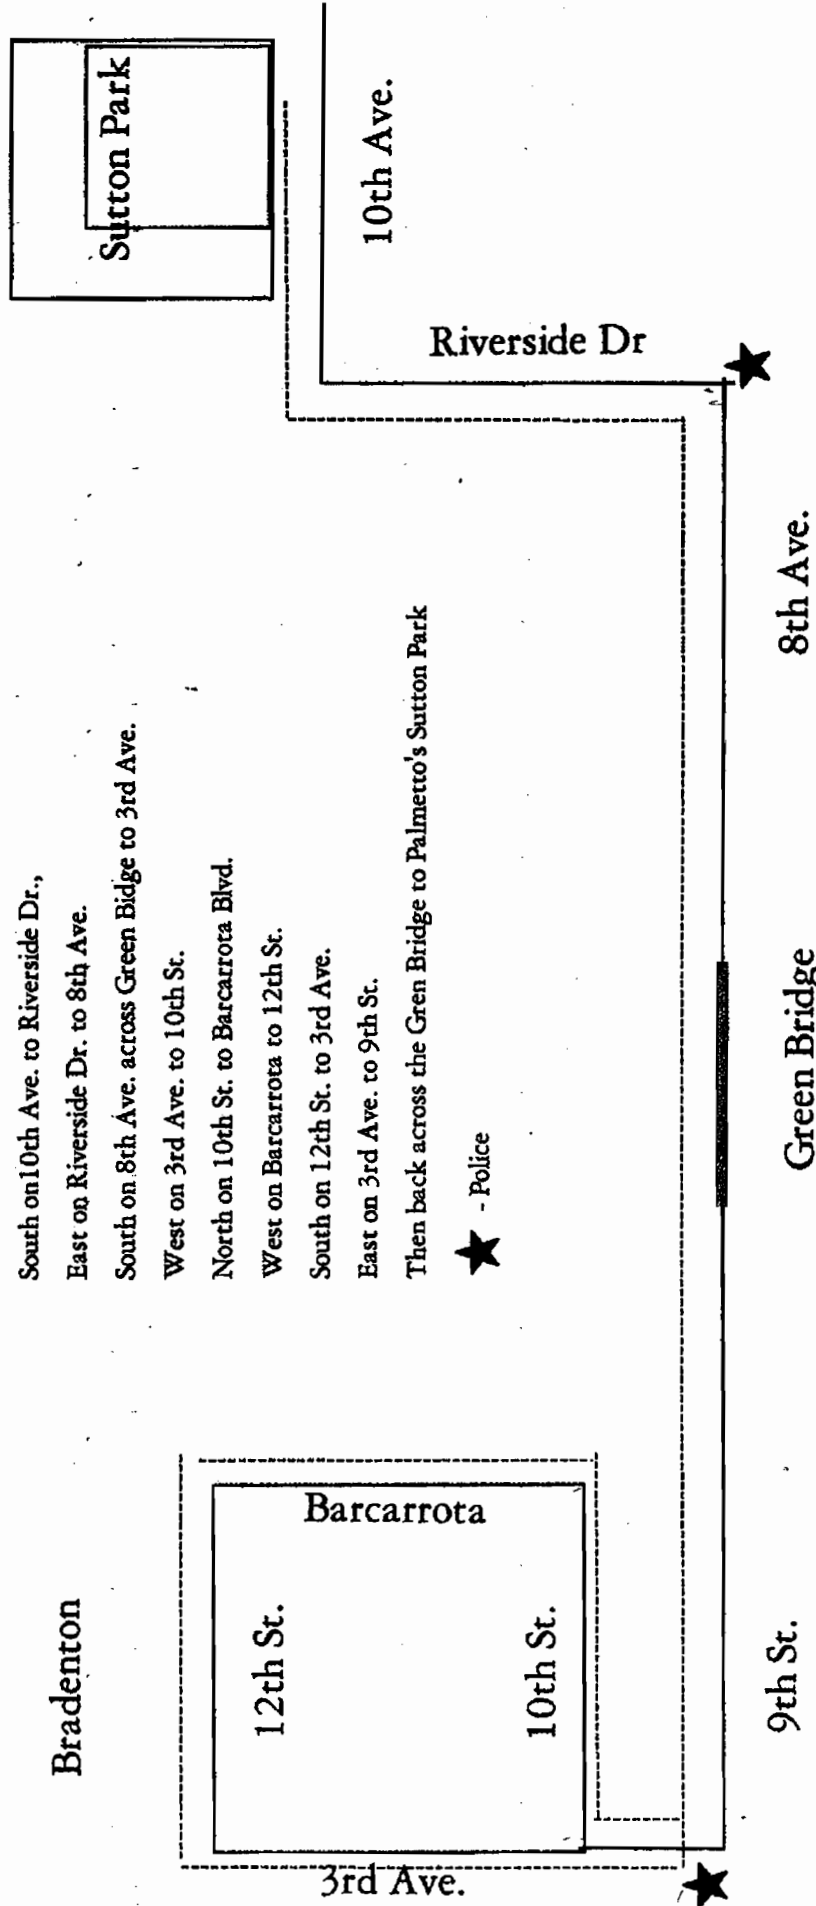 Sutton Park
10th Ave.
Riverside Dr
8th Ave.
South on10th Ave. to Riverside Dr.,
East on Riverside Dr. to 8th Ave.
South on 8th Ave. across Green Bidge to 3rd Ave.
West on 3rd Ave. to 10th St.
North on 10th St. to Barcarrota Blvd.
West on Barcarrota to 12th St.
South on 12th St. to 3rd Ave.
East on 3rd Ave. to 9th St.
Then back across the Gren Bridge to Palmetto's Sutton Park
- Police
Green Bridge
Bradenton
Barcarrota
12th St.
10th St.
9th St.
3rd Ave.